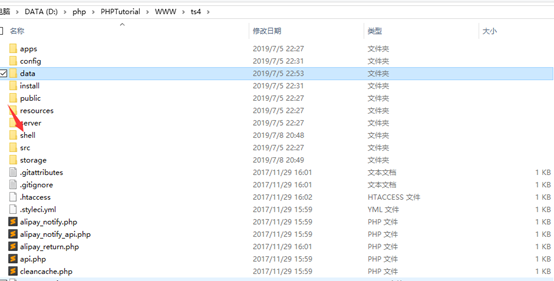 电脑 › DATA (D:) › php › PHPTutorial › WWW › ts4 ›
名称 修改日期 类型 大小
apps 2019/7/5 22:27 文件夹
config 2019/7/5 22:31 文件夹
data 2019/7/5 22:53 文件夹
install 2019/7/5 22:31 文件夹
public 2019/7/5 22:27 文件夹
resources 2019/7/5 22:27 文件夹
server 2019/7/5 22:27 文件夹
shell 2019/7/8 20:48 文件夹
src 2019/7/5 22:27 文件夹
storage 2019/7/8 20:49 文件夹
.gitattributes 2017/11/29 16:01 文本文档 1 KB
.gitignore 2017/11/29 16:01 文本文档 1 KB
.htaccess 2017/11/29 16:02 HTACCESS 文件 1 KB
.styleci.yml 2017/11/29 15:59 YML 文件 1 KB
alipay_notify.php 2017/11/29 15:59 PHP 文件 1 KB
alipay_notify_api.php 2017/11/29 15:59 PHP 文件 1 KB
alipay_return.php 2017/11/29 16:01 PHP 文件 1 KB
api.php 2017/11/29 15:59 PHP 文件 1 KB
cleancache.php 2017/11/29 15:59 PHP 文件 1 KB